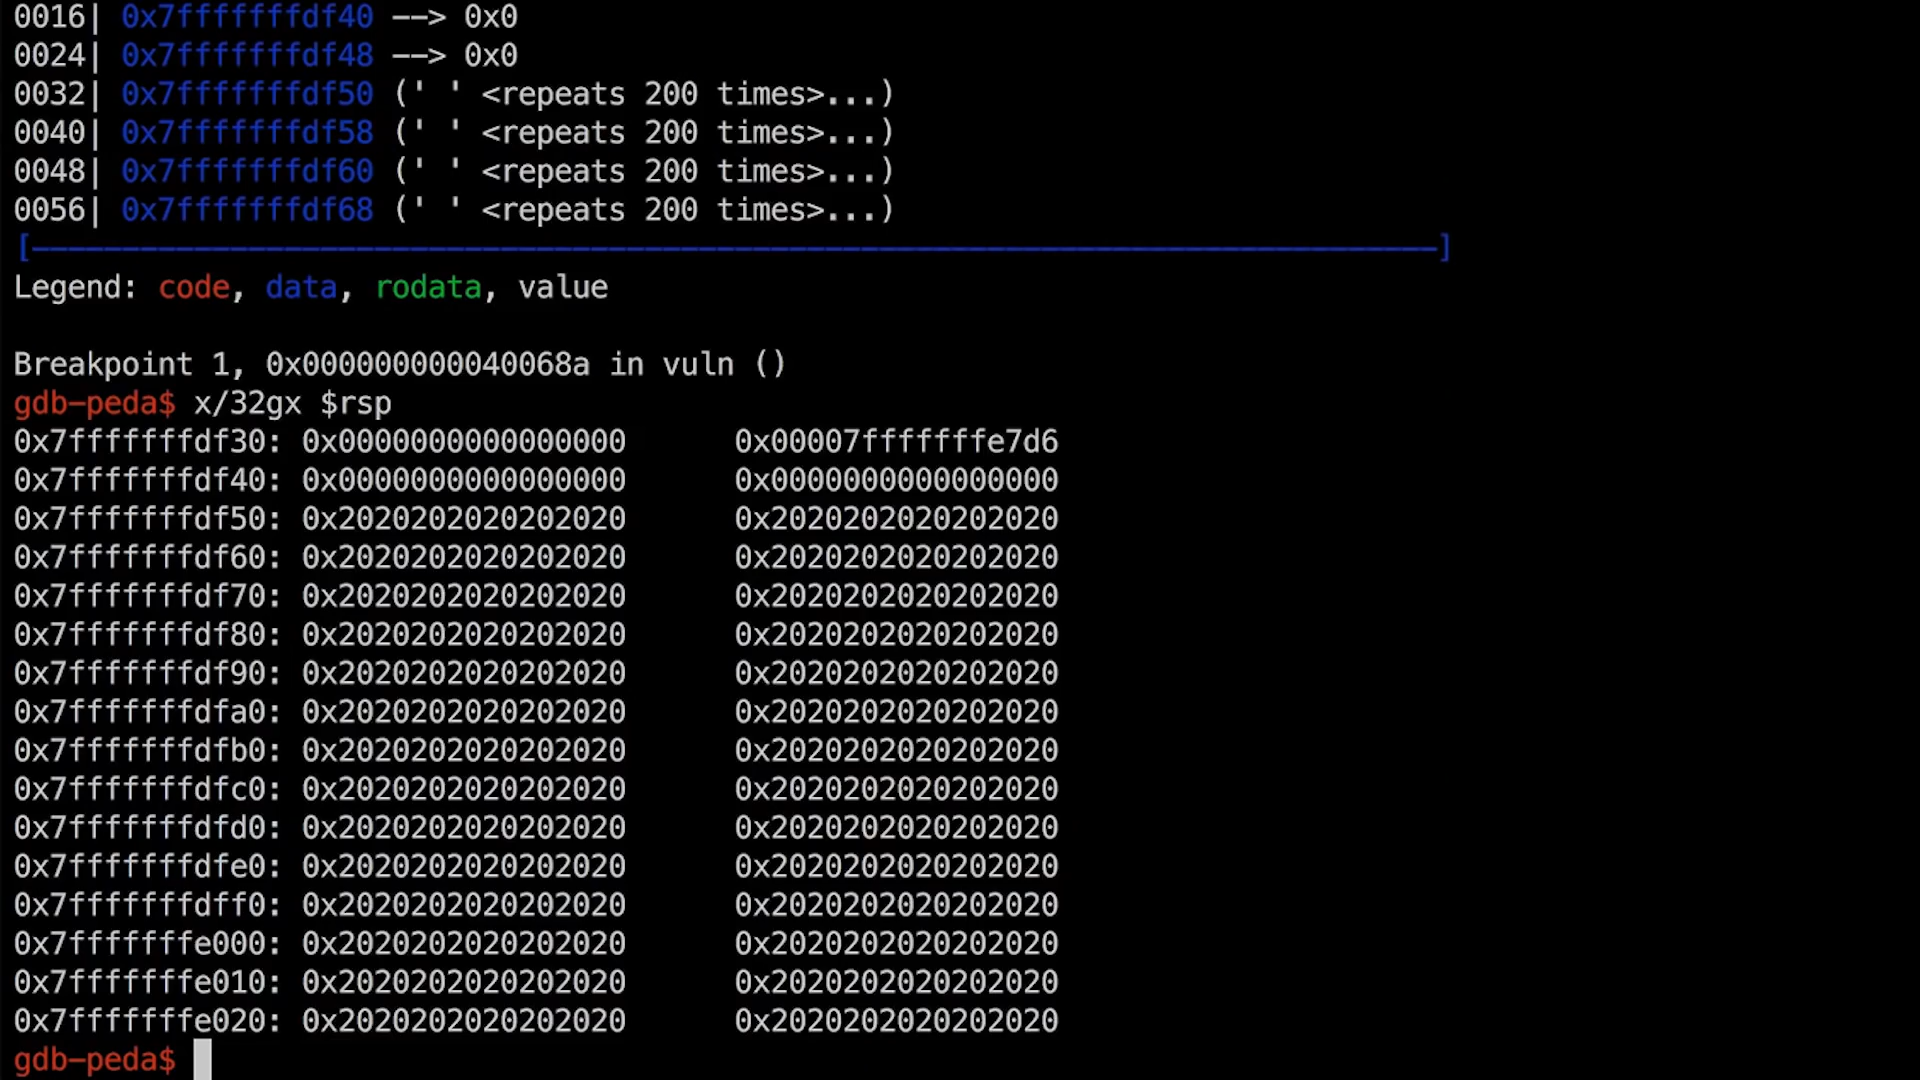 0016| 0x7fffffffdf40 --> 0x0
0024| 0x7fffffffdf48 --> 0x0
0032| 0x7fffffffdf50 (' ' <repeats 200 times>...)
0040| 0x7fffffffdf58 (' ' <repeats 200 times>...)
0048| 0x7fffffffdf60 (' ' <repeats 200 times>...)
0056| 0x7fffffffdf68 (' ' <repeats 200 times>...)
[------------------------------------------------------------------------------]
Legend: code, data, rodata, value
Breakpoint 1, 0x000000000040068a in vuln ()
gdb-peda$ x/32gx $rsp
0x7fffffffdf30: 0x0000000000000000 0x00007fffffffe7d6
0x7fffffffdf40: 0x0000000000000000 0x0000000000000000
0x7fffffffdf50: 0x2020202020202020 0x2020202020202020
0x7fffffffdf60: 0x2020202020202020 0x2020202020202020
0x7fffffffdf70: 0x2020202020202020 0x2020202020202020
0x7fffffffdf80: 0x2020202020202020 0x2020202020202020
0x7fffffffdf90: 0x2020202020202020 0x2020202020202020
0x7fffffffdfa0: 0x2020202020202020 0x2020202020202020
0x7fffffffdfb0: 0x2020202020202020 0x2020202020202020
0x7fffffffdfc0: 0x2020202020202020 0x2020202020202020
0x7fffffffdfd0: 0x2020202020202020 0x2020202020202020
0x7fffffffdfe0: 0x2020202020202020 0x2020202020202020
0x7fffffffdff0: 0x2020202020202020 0x2020202020202020
0x7fffffffe000: 0x2020202020202020 0x2020202020202020
0x7fffffffe010: 0x2020202020202020 0x2020202020202020
0x7fffffffe020: 0x2020202020202020 0x2020202020202020
gdb-peda$